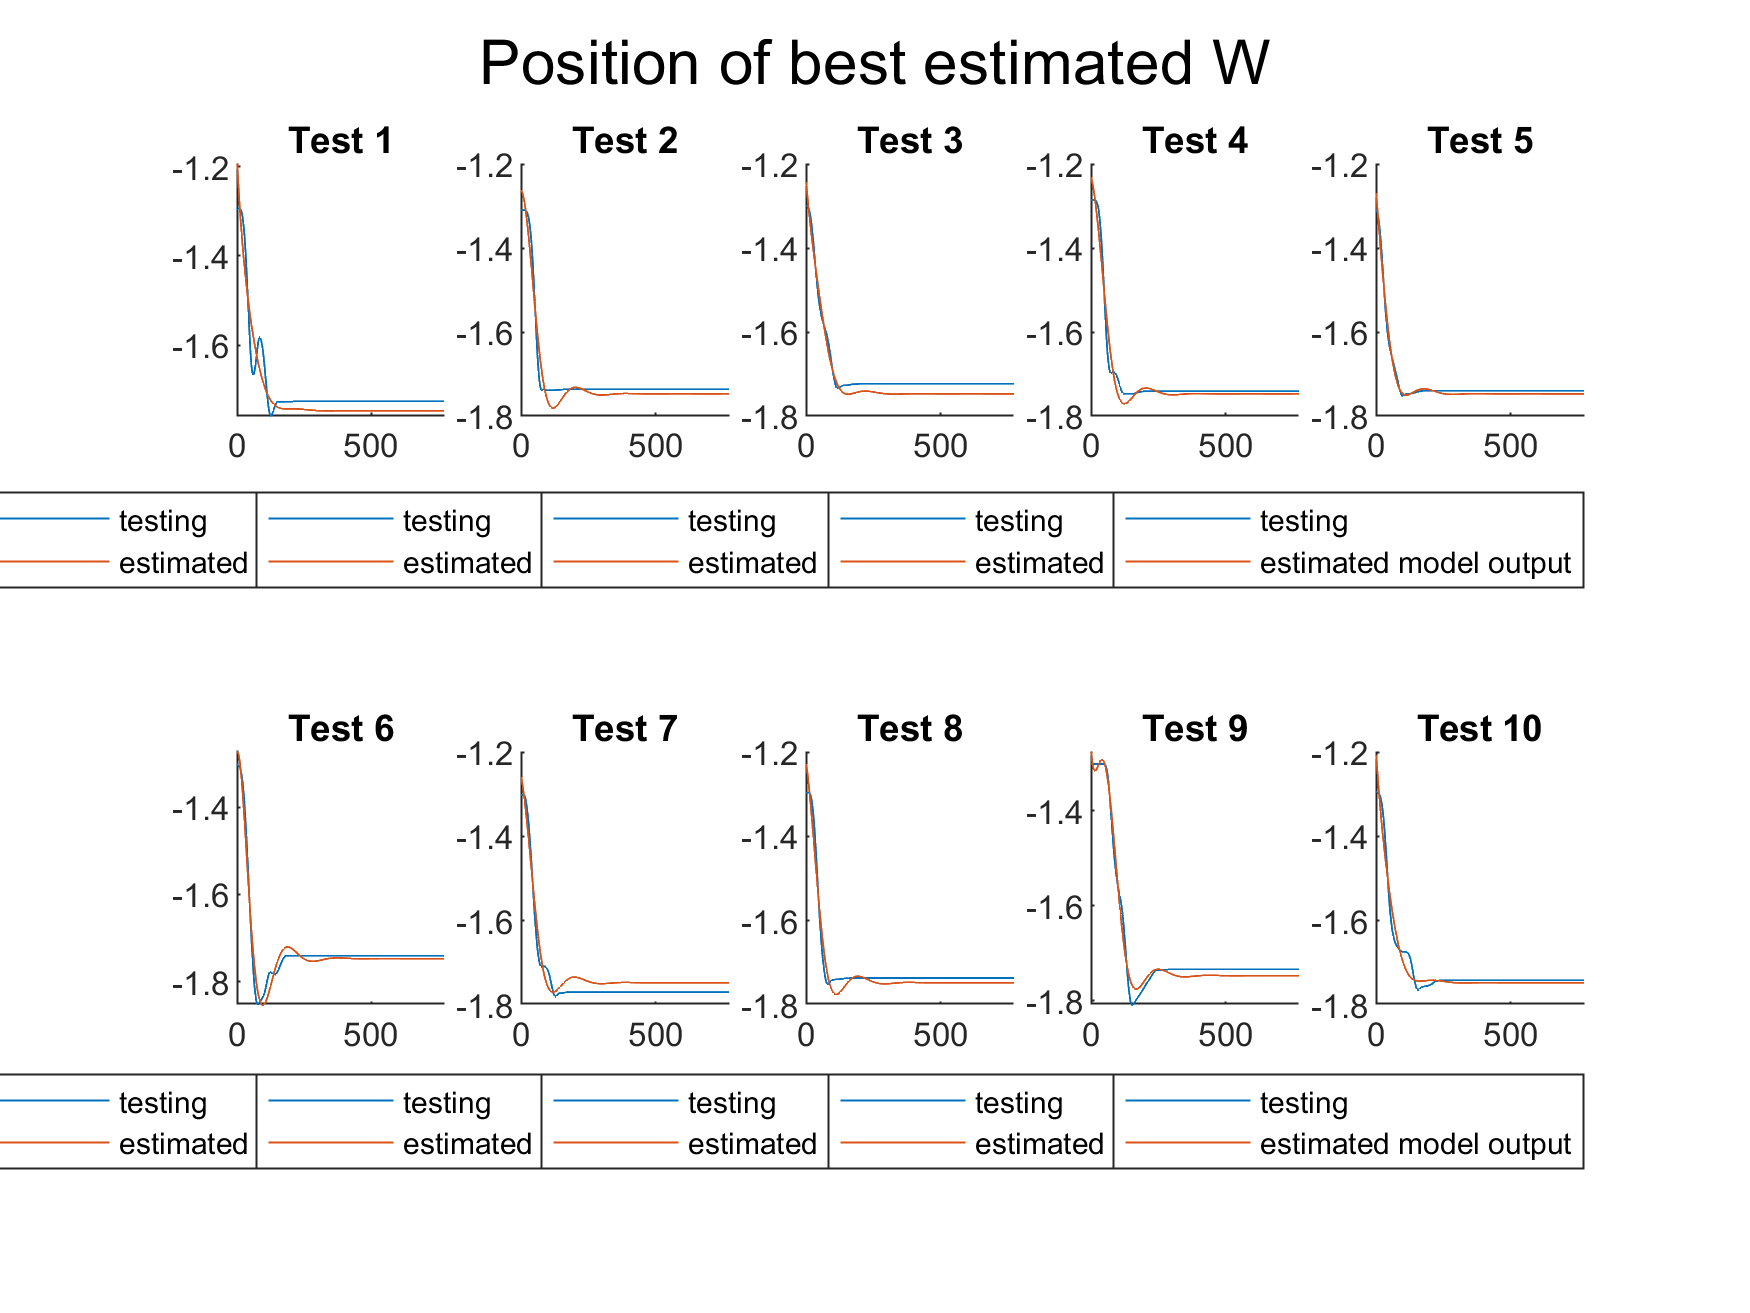 Position of best estimated W
Test 1 Test 2 Test 3 Test 4 Test 5
-1.2 -1.2 -1.2 -1.2 -1.2
-1.4 -1.4 -1.4 -1.4 -1.4
-1.6 -1.6 -1.6 -1.6 -1.6
-1.8 -1.8 -1.8 -1.8
0 500 0 500 0 500 0 500 0 500
testing testing testing testing testing
estimated estimated estimated estimated estimated model output
Test 6 Test 7 Test 8 Test 9 Test 10
-1.2 -1.2 -1.2
-1.4 -1.4 -1.4 -1.4 -1.4
-1.6 -1.6 -1.6 -1.6 -1.6
-1.8 -1.8 -1.8 -1.8 -1.8
0 500 0 500 0 500 0 500 0 500
testing testing testing testing testing
estimated estimated estimated estimated estimated model output